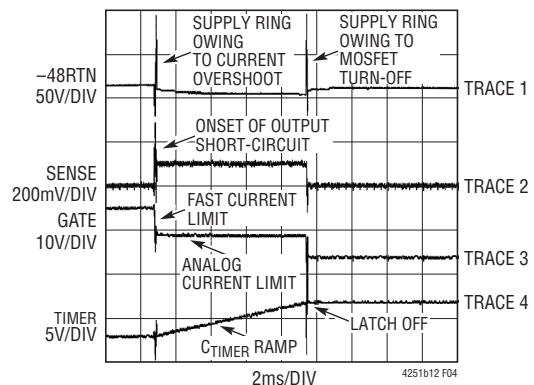 SUPPLY RING
OWING
TO CURRENT
OVERSHOOT
SUPPLY RING
OWING TO
MOSFET
TURN-OFF
–48RTN
50V/DIV
TRACE 1
ONSET OF OUTPUT
SHORT-CIRCUIT
SENSE
200mV/DIV
TRACE 2
GATE
10V/DIV
FAST CURRENT
LIMIT
ANALOG
CURRENT LIMIT
TRACE 3
TRACE 4
TIMER
5V/DIV
LATCH OFF
CTIMER RAMP
2ms/DIV
4251b12 F04